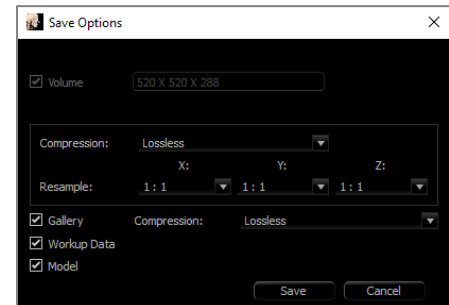 Save Options
Volume 520 X 520 X 288
Compression: Lossless
X: Y: Z:
Resample: 1 : 1 1 : 1 1 : 1
Gallery Compression: Lossless
Workup Data
Model
Save Cancel